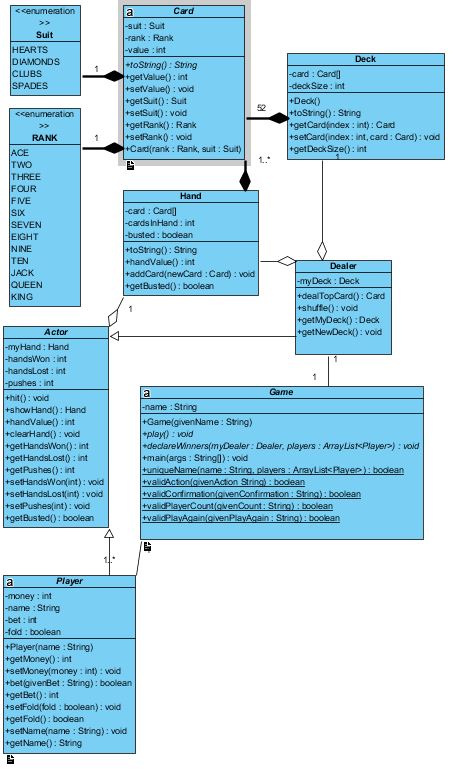 <<enumeration
>>
Suit
HEARTS
DIAMONDS
CLUBS
SPADES
1
a
Card
-suit : Suit
-rank : Rank
-value : int
+toString() : String
+getValue() : int
+setValue() : void
+getSuit() : Suit
+setSuit() : void
+getRank() : Rank
+setRank() : void
+Card(rank : Rank, suit : Suit)
52
Deck
-card : Card[]
-deckSize : int
+Deck()
+toString() : String
+getCard(index : int) : Card
+setCard(index : int, card : Card) : void
+getDeckSize() : int
1
<<enumeration
>>
RANK
ACE
TWO
THREE
FOUR
FIVE
SIX
SEVEN
EIGHT
NINE
TEN
JACK
QUEEN
KING
1
1..*
Hand
-card : Card[]
-cardsInHand : int
-busted : boolean
+toString() : String
+handValue() : int
+addCard(newCard : Card) : void
+getBusted() : boolean
1
Dealer
-myDeck : Deck
+dealTopCard() : Card
+shuffle() : void
+getMyDeck() : Deck
+getNewDeck() : void
1
1
Actor
-myHand : Hand
-handsWon : int
-handsLost : int
-pushes : int
+hit() : void
+showHand() : Hand
+handValue() : int
+clearHand() : void
+getHandsWon() : int
+getHandsLost() : int
+getPushes() : int
+setHandsWon(int) : void
+setHandsLost(int) : void
+setPushes(int) : void
+getBusted() : boolean
a
Game
-name : String
+Game(givenName : String)
+play() : void
+declareWinners(myDealer : Dealer, players : ArrayList<Player>) : void
+main(args : String[]) : void
+uniqueName(name : String, players : ArrayList<Player>) : boolean
+validAction(givenAction String) : boolean
+validConfirmation(givenConfirmation : String) : boolean
+validPlayerCount(givenCount : String) : boolean
+validPlayAgain(givenPlayAgain : String) : boolean
1..*
a
Player
-money : int
-name : String
-bet : int
-fold : boolean
+Player(name : String)
+getMoney() : int
+setMoney(money : int) : void
+bet(givenBet : String) : boolean
+getBet() : int
+setFold(fold : boolean) : void
+getFold() : boolean
+setName(name : String) : void
+getName() : String